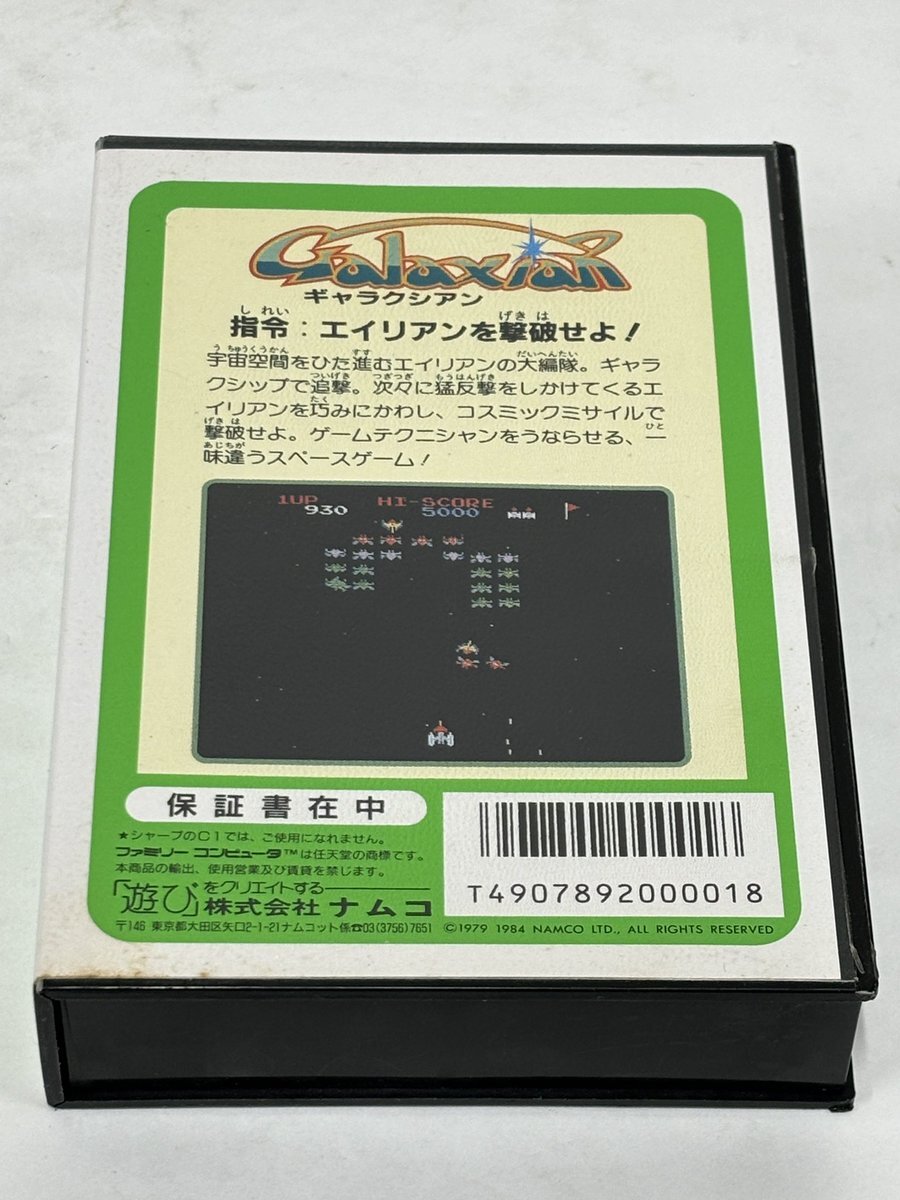 Galaxian
ギャラクシアン
指令：エイリアンを撃破せよ！
宇宙空間をひた進むエイリアンの大編隊。ギャラ
クシップで追撃。次々に猛反撃をしかけてくるエ
イリアンを巧みにかわし、コスミックミサイルで
撃破せよ。ゲームテクニシャンをうならせる、一
味違うスペースゲーム！
1UP HI-SCORE
930 5000
保証書在中
★シャープのC1では、ご使用になれません。
ファミリーコンピュータ™は任天堂の商標です。
本商品の輸出、使用営業及び賃貸を禁じます。
「遊び」をクリエイトする
株式会社 ナムコ
〒146 東京都大田区矢口2-1-21ナムコット係☎03(3756)7651 ©1979 1984 NAMCO LTD., ALL RIGHTS RESERVED
T4907892000018